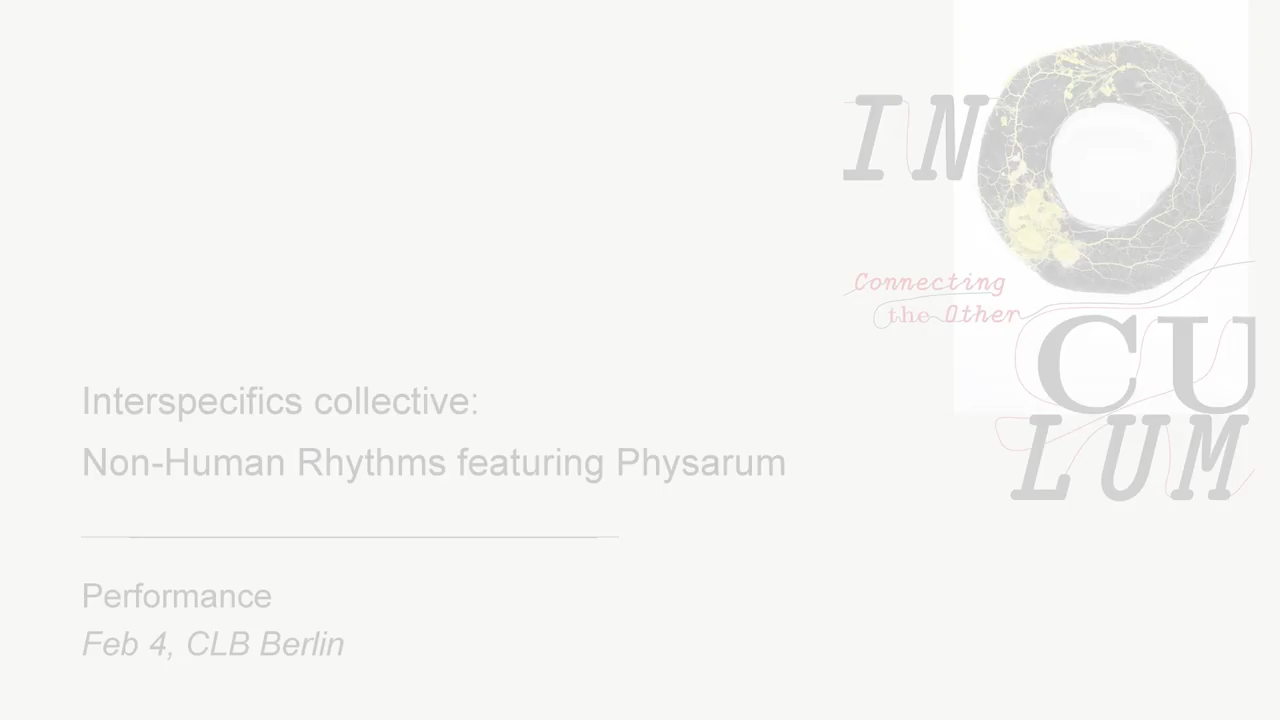 IN
Connecting
the Other
CU
LUM
Interspecifics collective:
Non-Human Rhythms featuring Physarum
Performance
Feb 4, CLB Berlin